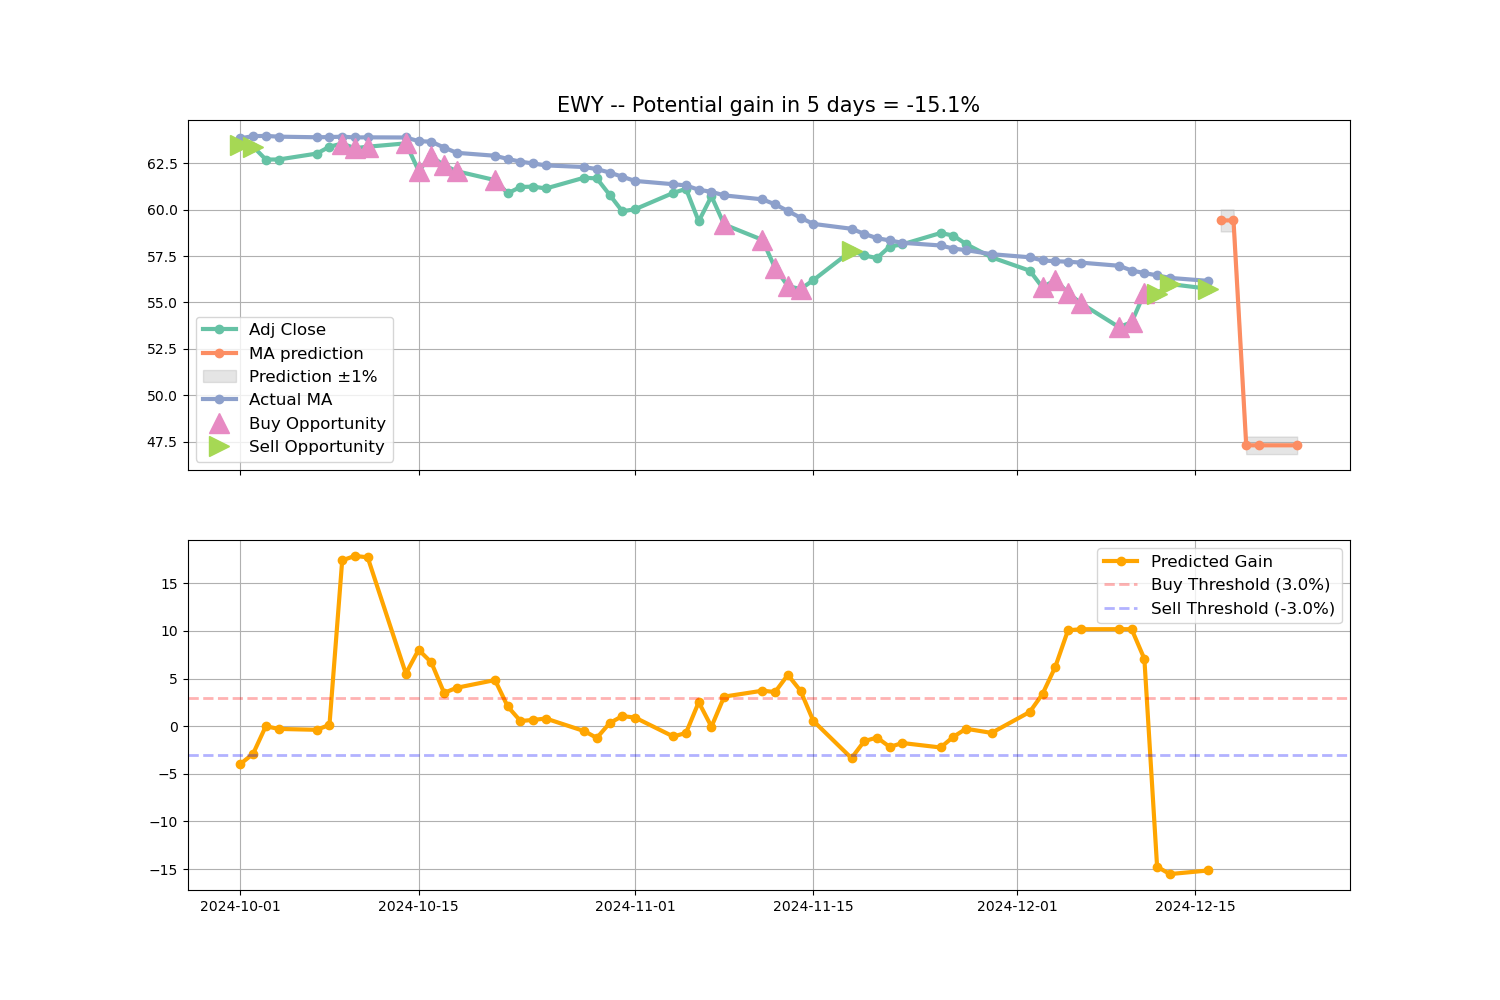 EWY -- Potential gain in 5 days = -15.1%
62.5
60.0
57.5
55.0
52.5
50.0
47.5
Adj Close
MA prediction
Prediction ±1%
Actual MA
Buy Opportunity
Sell Opportunity
15
10
5
0
−5
−10
−15
Predicted Gain
Buy Threshold (3.0%)
Sell Threshold (-3.0%)
2024-10-01 2024-10-15 2024-11-01 2024-11-15 2024-12-01 2024-12-15